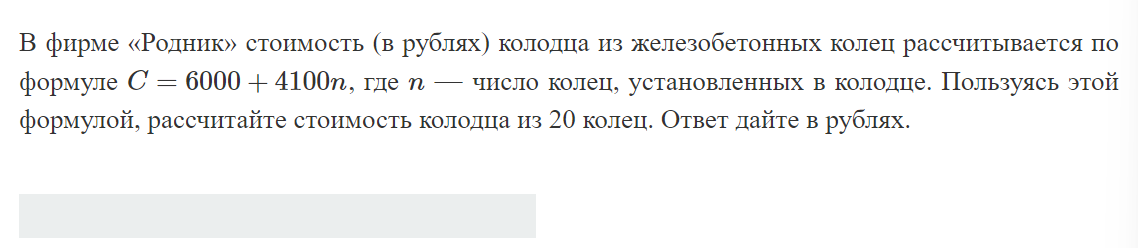 В фирме «Родник» стоимость (в рублях) колодца из железобетонных колец рассчитывается по
формуле C = 6000 + 4100n, где n — число колец, установленных в колодце. Пользуясь этой
формулой, рассчитайте стоимость колодца из 20 колец. Ответ дайте в рублях.